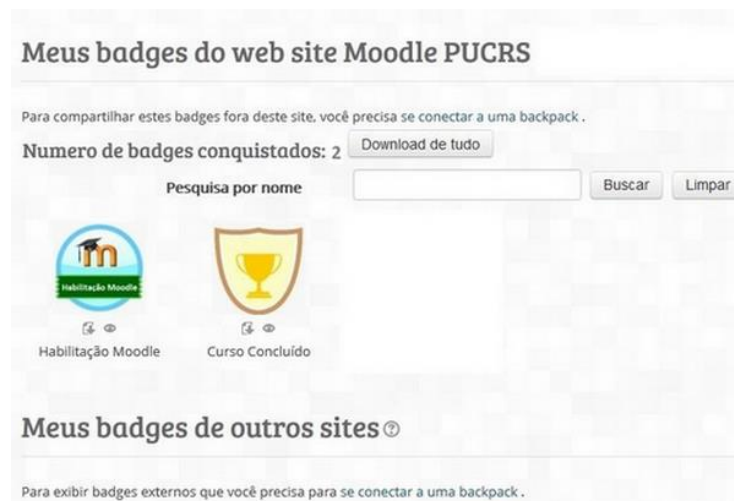 Meus badges do web site Moodle PUCRS
Para compartilhar estes badges fora deste site, você precisa se conectar a uma backpack .
Numero de badges conquistados: 2 Download de tudo
Pesquisa por nome Buscar Limpar
m
Habilitação Moodle
Habilitação Moodle Curso Concluído
Meus badges de outros sites
Para exibir badges externos que você precisa para se conectar a uma backpack .